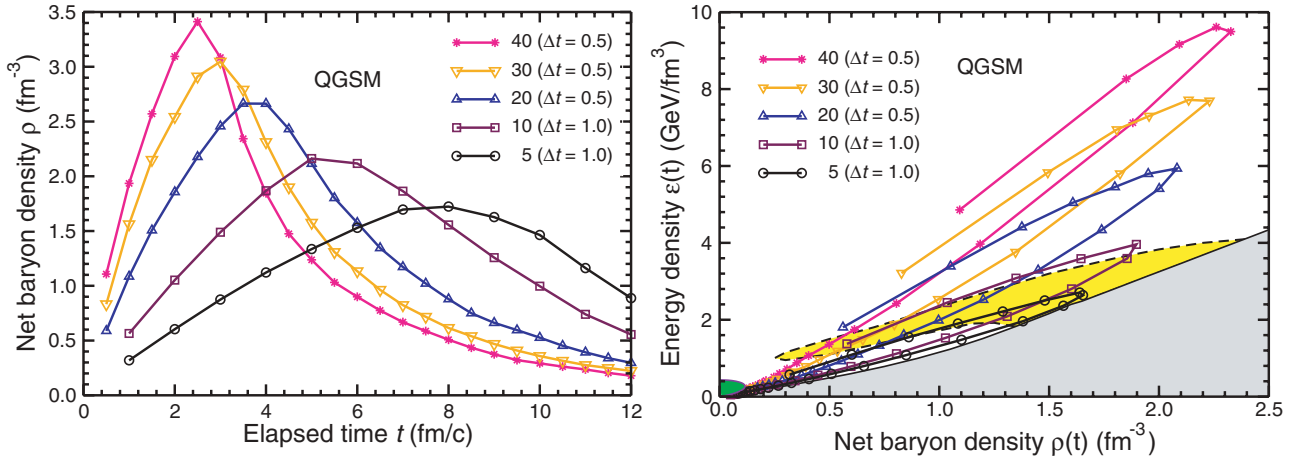 Net baryon density ρ (fm⁻³)
3.5
3.0
2.5
2.0
1.5
1.0
0.5
0.0
QGSM
40 (Δt = 0.5)
30 (Δt = 0.5)
20 (Δt = 0.5)
10 (Δt = 1.0)
5 (Δt = 1.0)
0 2 4 6 8 10 12
Elapsed time t (fm/c)
Energy density ε(t) (GeV/fm³)
10
8
6
4
2
0
QGSM
40 (Δt = 0.5)
30 (Δt = 0.5)
20 (Δt = 0.5)
10 (Δt = 1.0)
5 (Δt = 1.0)
0.0 0.5 1.0 1.5 2.0 2.5
Net baryon density ρ(t) (fm⁻³)